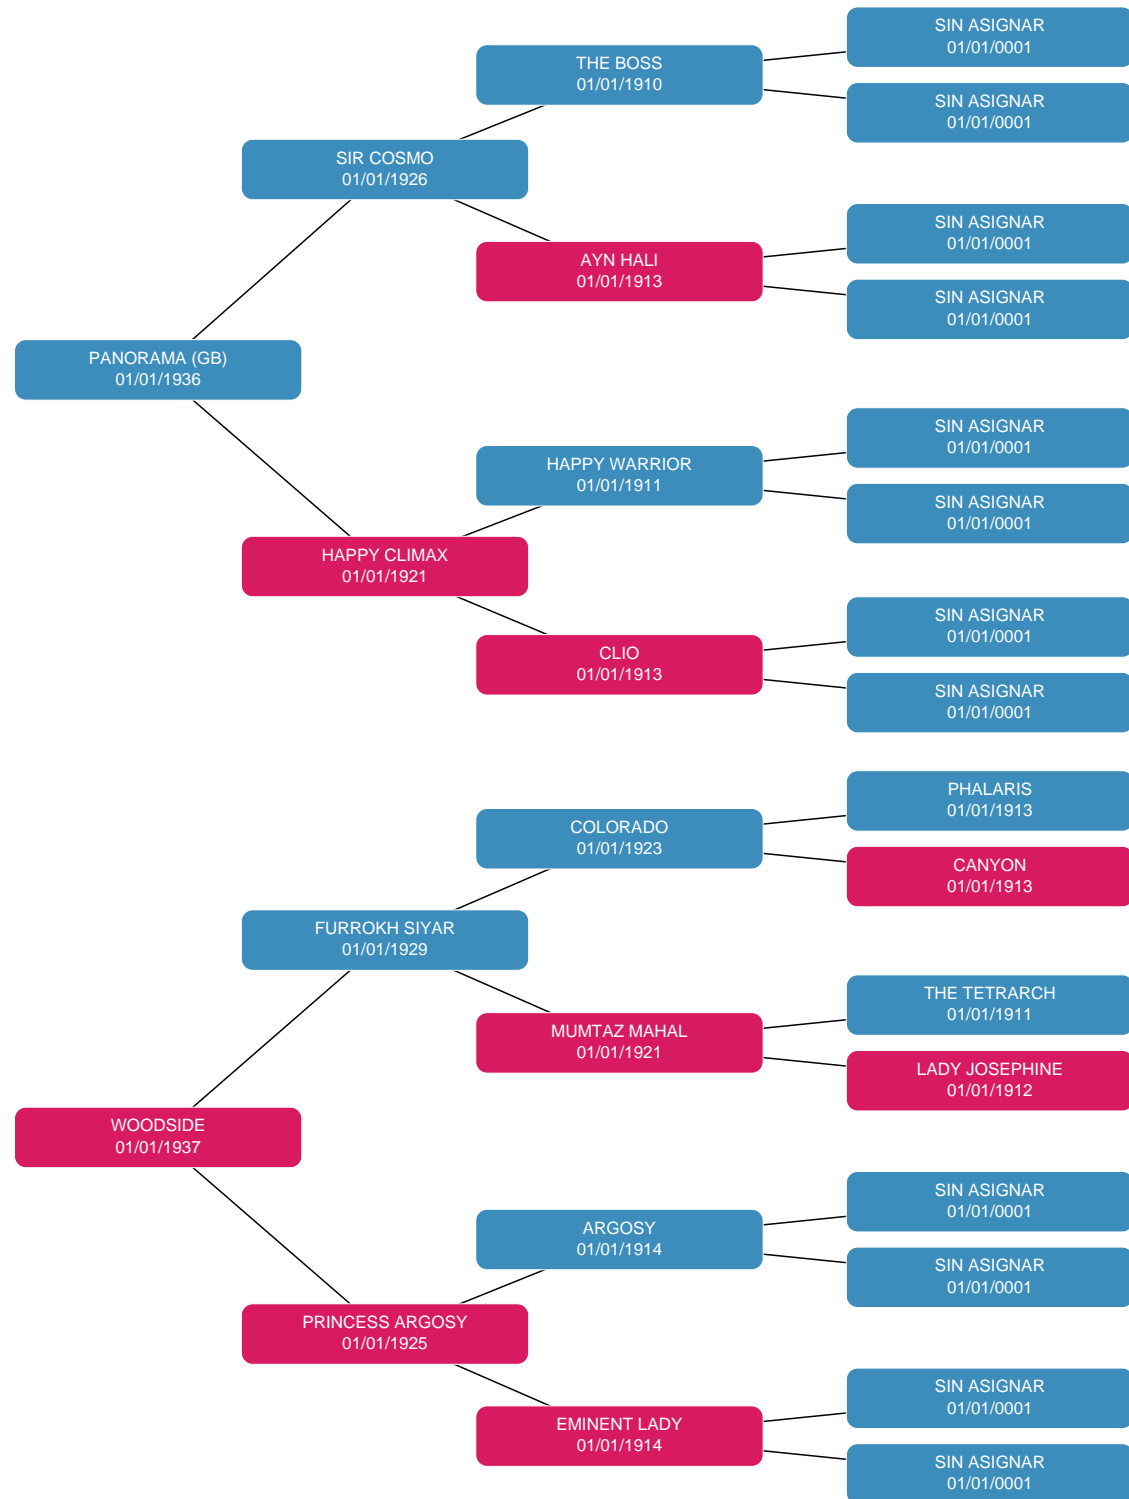 SIN ASIGNAR
01/01/0001
THE BOSS
01/01/1910
SIN ASIGNAR
01/01/0001
SIR COSMO
01/01/1926
SIN ASIGNAR
01/01/0001
AYN HALI
01/01/1913
SIN ASIGNAR
01/01/0001
PANORAMA (GB)
01/01/1936
SIN ASIGNAR
01/01/0001
HAPPY WARRIOR
01/01/1911
SIN ASIGNAR
01/01/0001
HAPPY CLIMAX
01/01/1921
SIN ASIGNAR
01/01/0001
CLIO
01/01/1913
SIN ASIGNAR
01/01/0001
PHALARIS
01/01/1913
COLORADO
01/01/1923
CANYON
01/01/1913
FURROKH SIYAR
01/01/1929
THE TETRARCH
01/01/1911
MUMTAZ MAHAL
01/01/1921
LADY JOSEPHINE
01/01/1912
WOODSIDE
01/01/1937
SIN ASIGNAR
01/01/0001
ARGOSY
01/01/1914
SIN ASIGNAR
01/01/0001
PRINCESS ARGOSY
01/01/1925
SIN ASIGNAR
01/01/0001
EMINENT LADY
01/01/1914
SIN ASIGNAR
01/01/0001